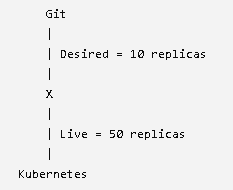 Git
|
| Desired = 10 replicas
|
X
|
| Live = 50 replicas
|
Kubernetes